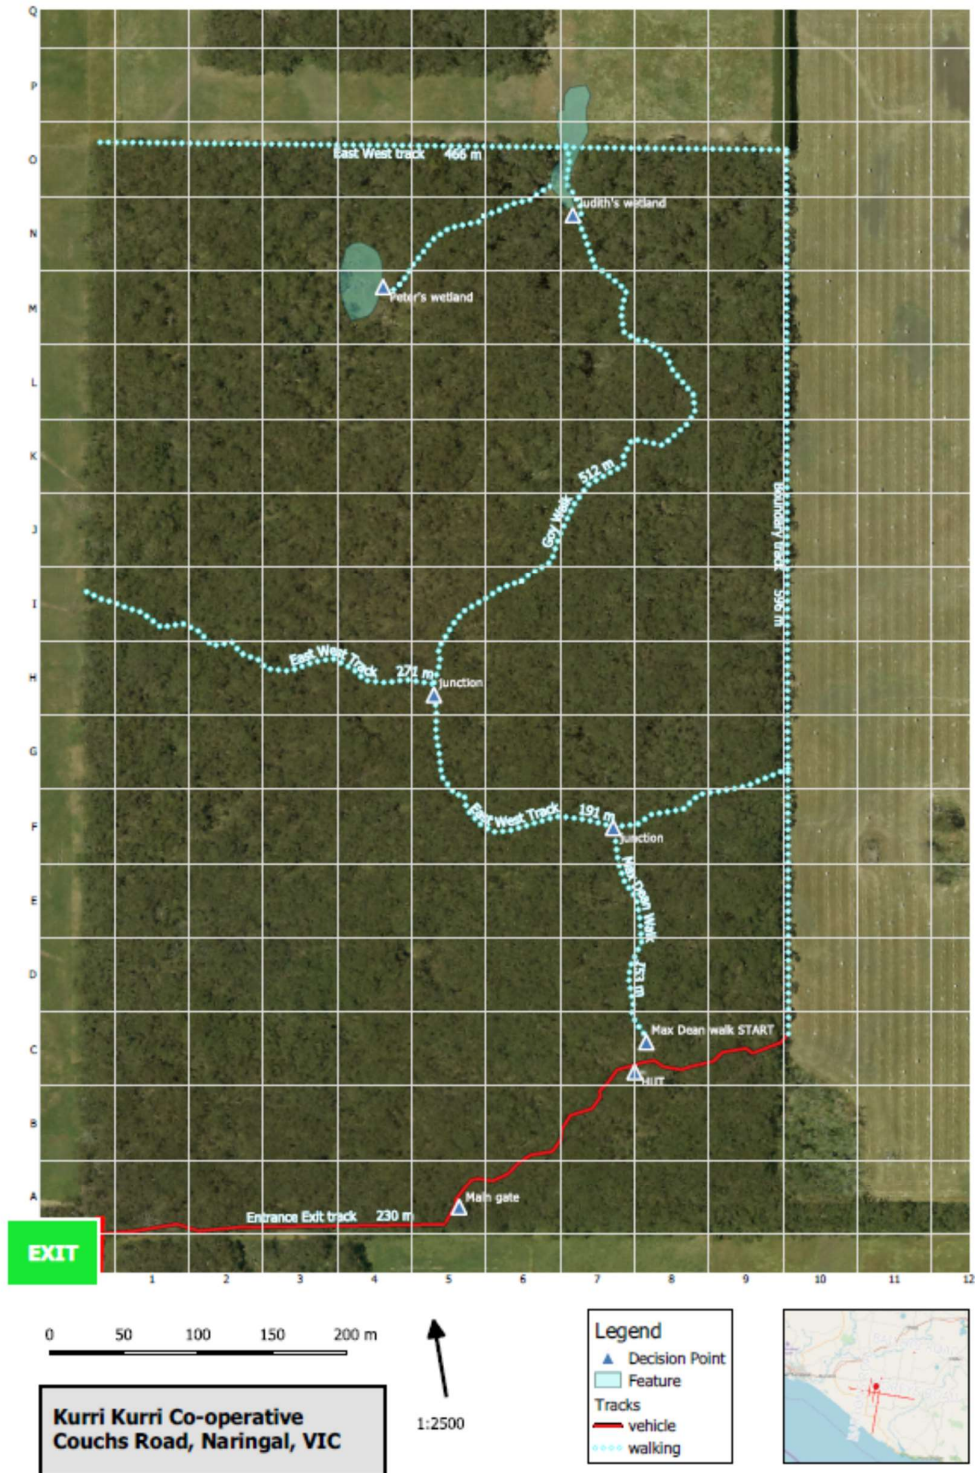 Q
P
O
East West track 466 m
Judith's wetland
N
Peter's wetland
M
L
K
512 m
Goy Walk
J
Boundary track 596 m
I
East West Track 271 m
H
junction
G
East West Track 191 m
F
junction
Max Dean Walk
E
153 m
D
Max Dean walk START
C
HUT
B
A
Main gate
Entrance Exit track 230 m
EXIT
1 2 3 4 5 6 7 8 9 10 11 12
0 50 100 150 200 m
1:2500
Kurri Kurri Co-operative
Couchs Road, Naringal, VIC
Legend
Decision Point
Feature
Tracks
vehicle
walking